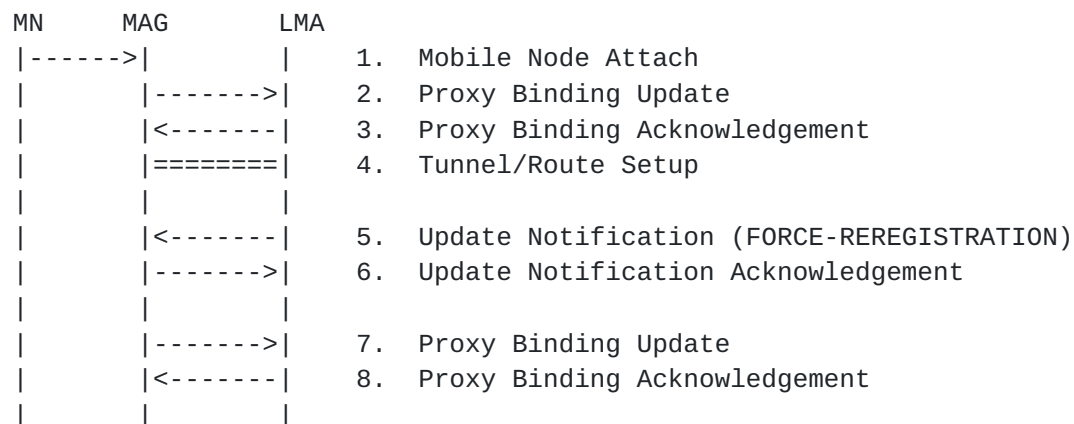 MN      MAG       LMA
|------>|        |    1.  Mobile Node Attach
|       |------->|    2.  Proxy Binding Update
|       |<-------|    3.  Proxy Binding Acknowledgement
|       |========|    4.  Tunnel/Route Setup
|       |        |
|       |<-------|    5.  Update Notification (FORCE-REREGISTRATION)
|       |------->|    6.  Update Notification Acknowledgement
|       |        |
|       |------->|    7.  Proxy Binding Update
|       |<-------|    8.  Proxy Binding Acknowledgement
|       |        |